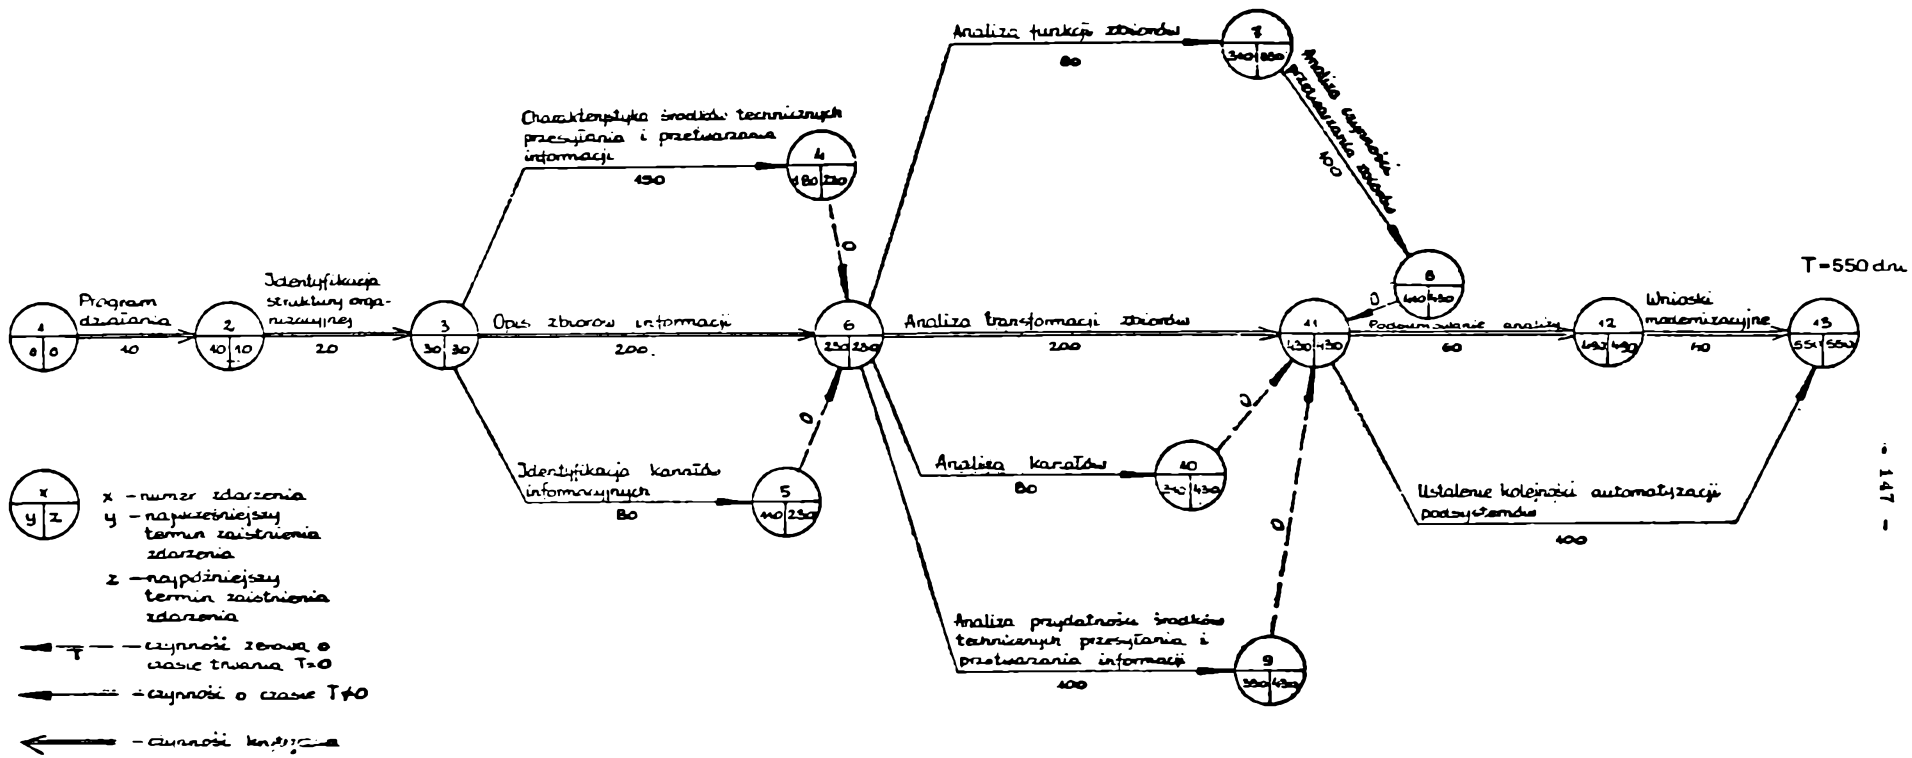 Analiza funkcji zbiorów
80
7
310 350
Analiza czynności
przetwarzania zbiorów
100
Charakterystyka środków technicznych
przesyłania i przetwarzania
informacji
150
4
180 230
0
8
410 430
0
T=550 dni
1
0 0
Program
działania
10
2
10 10
Identyfikacja
struktury orga-
nizacyjnej
20
3
30 30
Opis zbiorów informacji
200
6
230 230
Analiza transformacji zbiorów
200
11
430 430
Podsumowanie analizy
60
12
490 490
Wnioski
modernizacyjne
13
550 550
Identyfikacja kanałów
informacyjnych
80
5
110 230
0
Analiza kanałów
80
10
430
0
0
Ustalenie kolejności automatyzacji
podsystemów
100
Analiza przydatności środków
technicznych przesyłania i
przetwarzania informacji
100
9
330 430
x
y z
x - numer zdarzenia
y - najwcześniejszy
termin zaistnienia
zdarzenia
z - najpóźniejszy
termin zaistnienia
zdarzenia
T - czynność zerowa o
czasie trwania T=0
- czynność o czasie T≠0
- czynność krytyczna
- 147 -